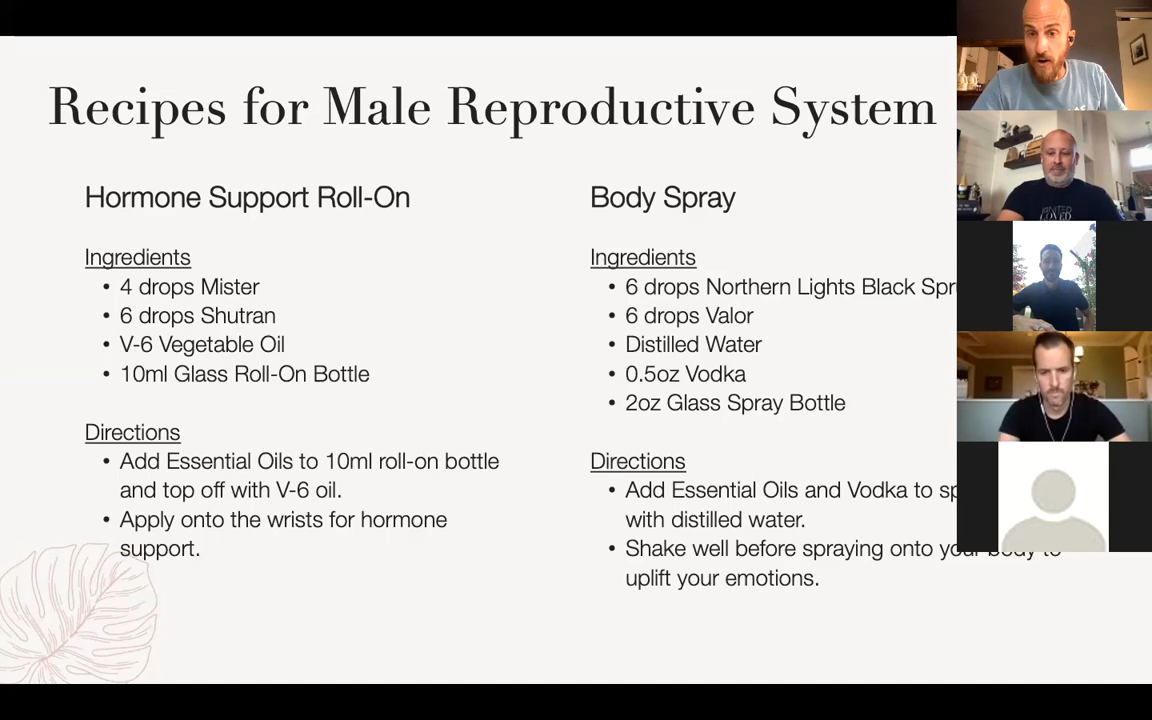 Recipes for Male Reproductive System
Hormone Support Roll-On
Ingredients
• 4 drops Mister
• 6 drops Shutran
• V-6 Vegetable Oil
• 10ml Glass Roll-On Bottle
Directions
• Add Essential Oils to 10ml roll-on bottle
and top off with V-6 oil.
• Apply onto the wrists for hormone
support.
Body Spray
Ingredients
• 6 drops Northern Lights Black
• 6 drops Valor
• Distilled Water
• 0.5oz Vodka
• 2oz Glass Spray Bottle
Directions
• Add Essential Oils and Vodka to
with distilled water.
• Shake well before spraying onto your body to
uplift your emotions.